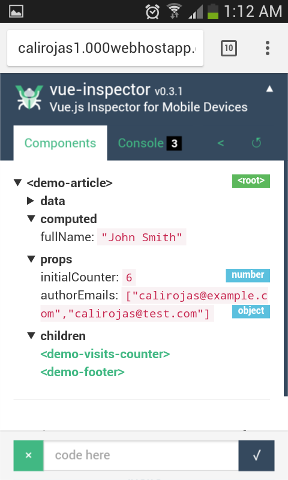 1:12 AM
calirojas1.000webhostapp.
10
vue-inspector v0.3.1
Vue.js Inspector for Mobile Devices
Components
Console 3
<
<demo-article>
<root>
data
computed
fullName: "John Smith"
props
initialCounter: 6
number
authorEmails: ["calirojas@example.c
om","calirojas@test.com"]
object
children
<demo-visits-counter>
<demo-footer>
×
code here
✓